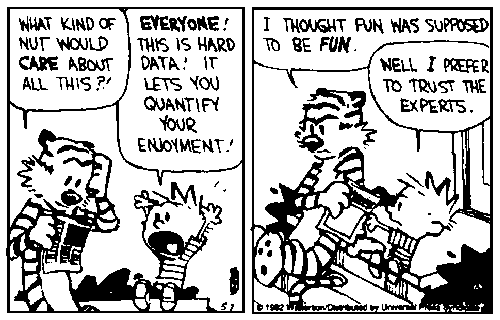 WHAT KIND OF
NUT WOULD
CARE ABOUT
ALL THIS?!
EVERYONE!
THIS IS HARD
DATA! IT
LETS YOU
QUANTIFY
YOUR
ENJOYMENT!
5-7
I THOUGHT FUN WAS SUPPOSED
TO BE FUN.
WELL I PREFER
TO TRUST THE
EXPERTS.
© 1992 Watterson/Distributed by Universal Press Syndicate